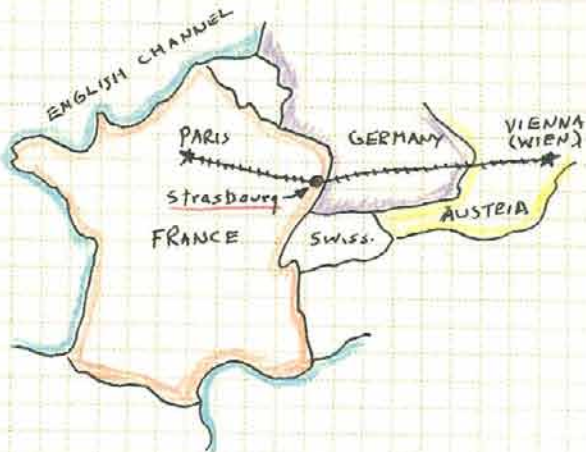 ENGLISH CHANNEL
PARIS
GERMANY
VIENNA
(WIEN)
Strasbourg
AUSTRIA
FRANCE
SWISS.